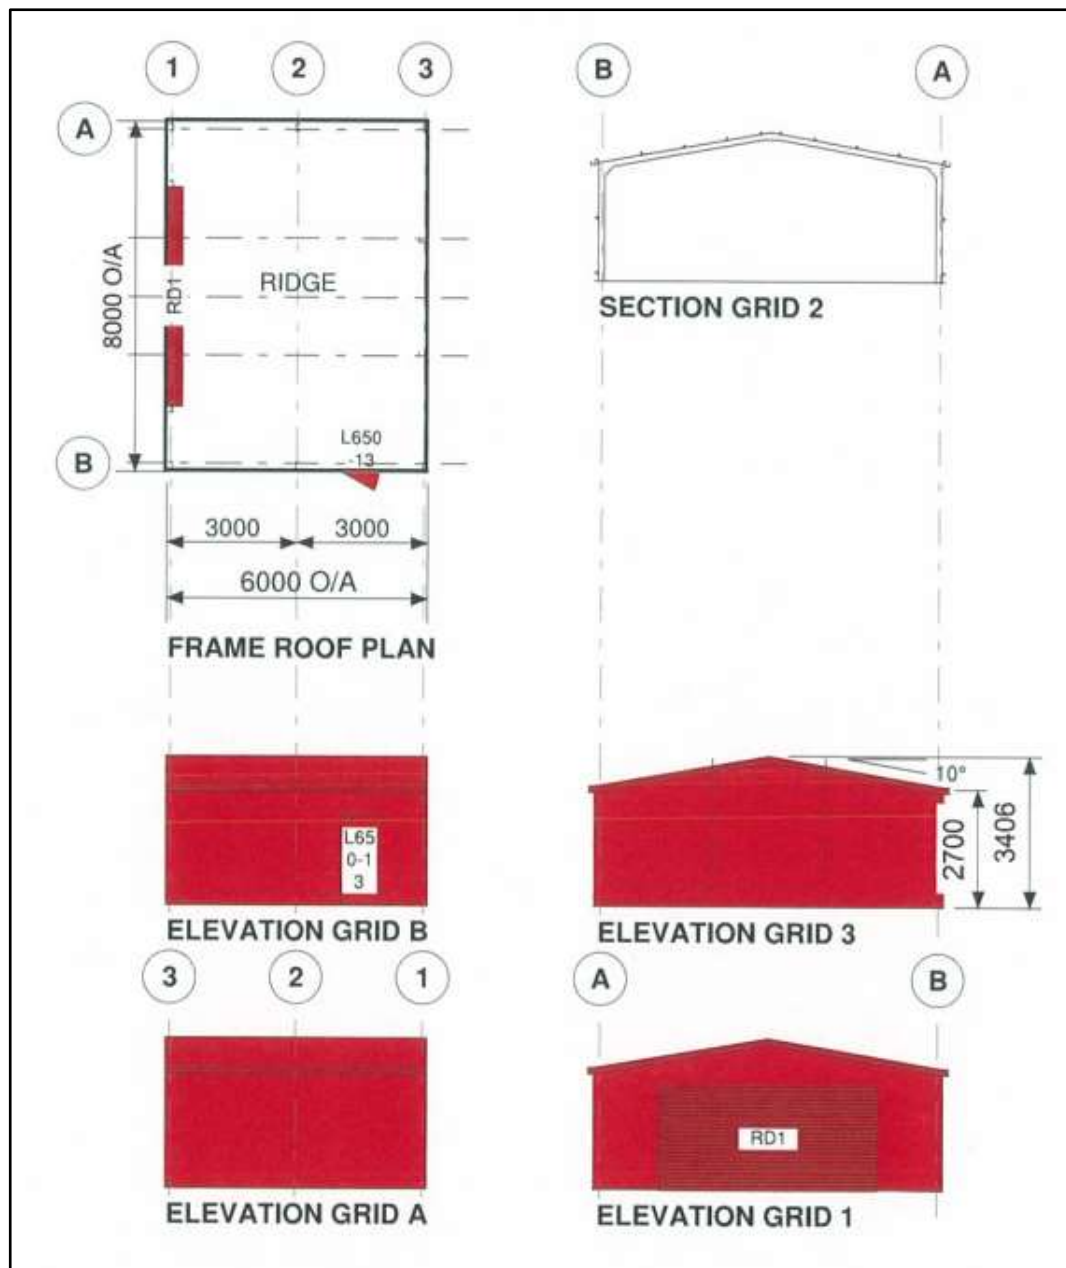 1
2
3
A
8000 O/A
RD1
RIDGE
L650
-13
B
3000
3000
6000 O/A
FRAME ROOF PLAN
B
A
SECTION GRID 2
L65
0-1
3
ELEVATION GRID B
10°
2700
3406
ELEVATION GRID 3
3
2
1
ELEVATION GRID A
A
B
RD1
ELEVATION GRID 1